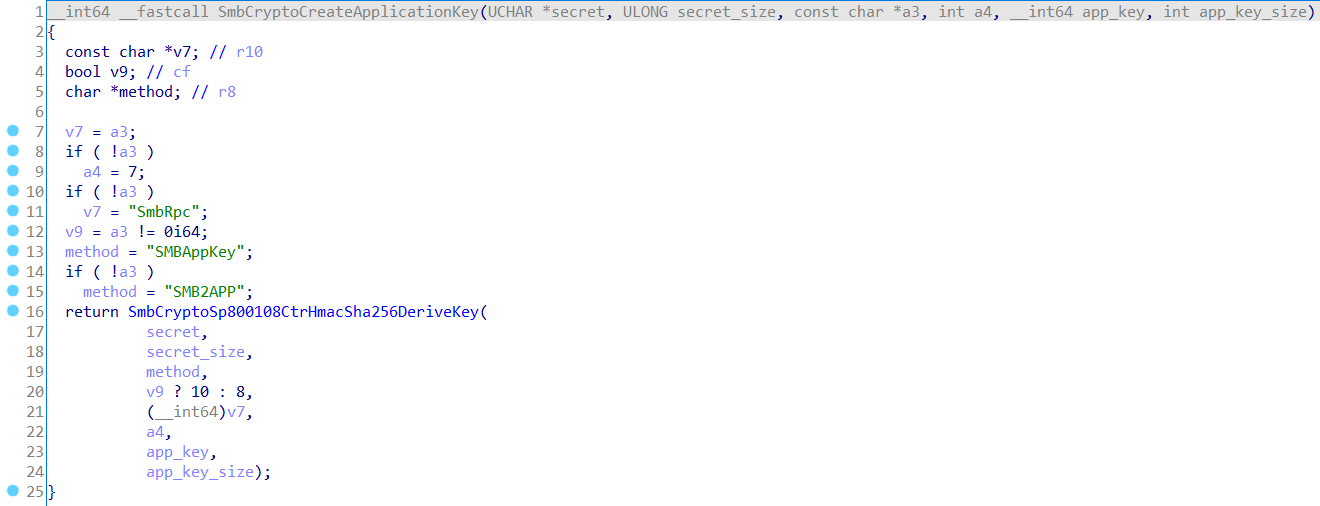 1 __int64 __fastcall SmbCryptoCreateApplicationKey(UCHAR *secret, ULONG secret_size, const char *a3, int a4, __int64 app_key, int app_key_size)
2 {
3   const char *v7; // r10
4   bool v9; // cf
5   char *method; // r8
6
7   v7 = a3;
8   if ( !a3 )
9     a4 = 7;
10   if ( !a3 )
11     v7 = "SmbRpc";
12   v9 = a3 != 0i64;
13   method = "SMBAppKey";
14   if ( !a3 )
15     method = "SMB2APP";
16   return SmbCryptoSp800108CtrHmacSha256DeriveKey(
17            secret,
18            secret_size,
19            method,
20            v9 ? 10 : 8,
21            (__int64)v7,
22            a4,
23            app_key,
24            app_key_size);
25 }